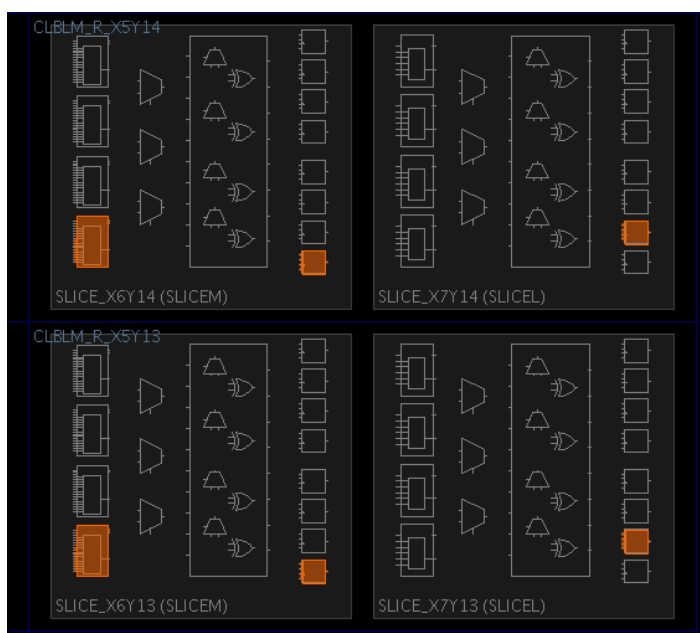 CLBLM_R_X5Y14
SLICE_X6Y14 (SLICEM)
SLICE_X7Y14 (SLICEL)
CLBLM_R_X5Y13
SLICE_X6Y13 (SLICEM)
SLICE_X7Y13 (SLICEL)